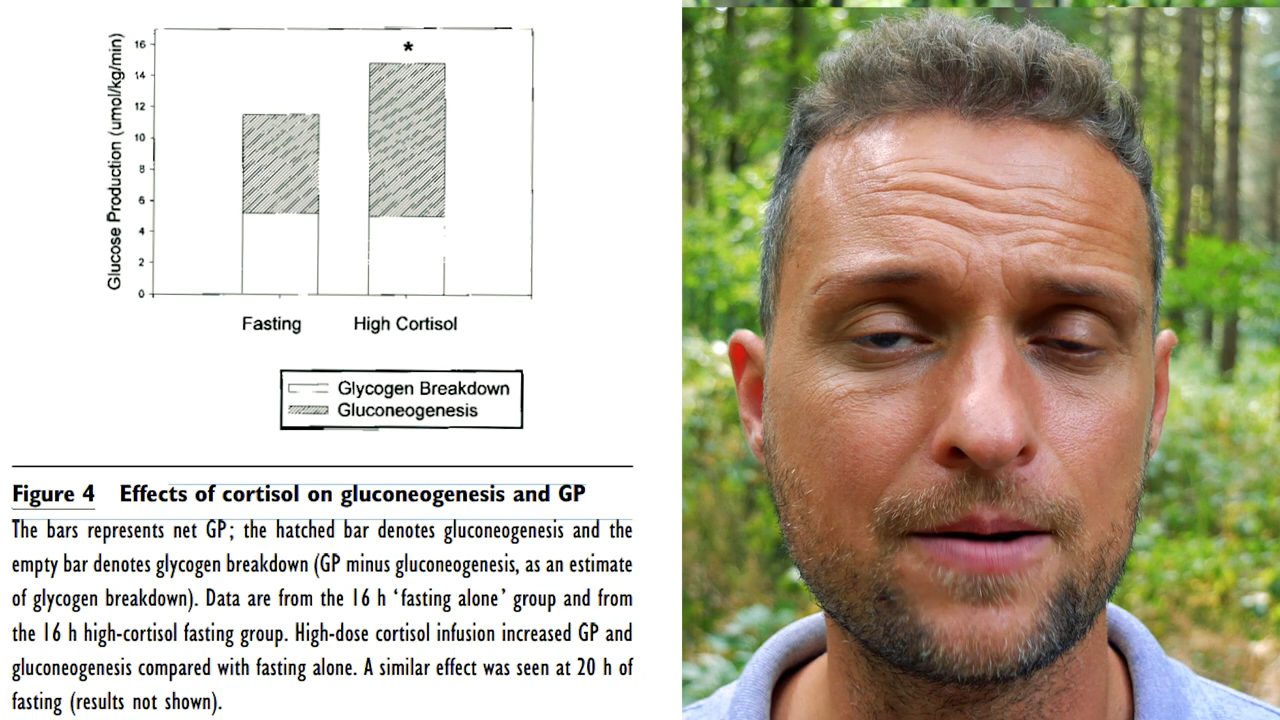 *
16
14
12
10
8
6
4
2
0
Glucose Production (umol/kg/min)
Fasting High Cortisol
Glycogen Breakdown
Gluconeogenesis
Figure 4 Effects of cortisol on gluconeogenesis and GP
The bars represents net GP; the hatched bar denotes gluconeogenesis and the
empty bar denotes glycogen breakdown (GP minus gluconeogenesis, as an estimate
of glycogen breakdown). Data are from the 16 h ‘fasting alone’ group and from
the 16 h high-cortisol fasting group. High-dose cortisol infusion increased GP and
gluconeogenesis compared with fasting alone. A similar effect was seen at 20 h of
fasting (results not shown).